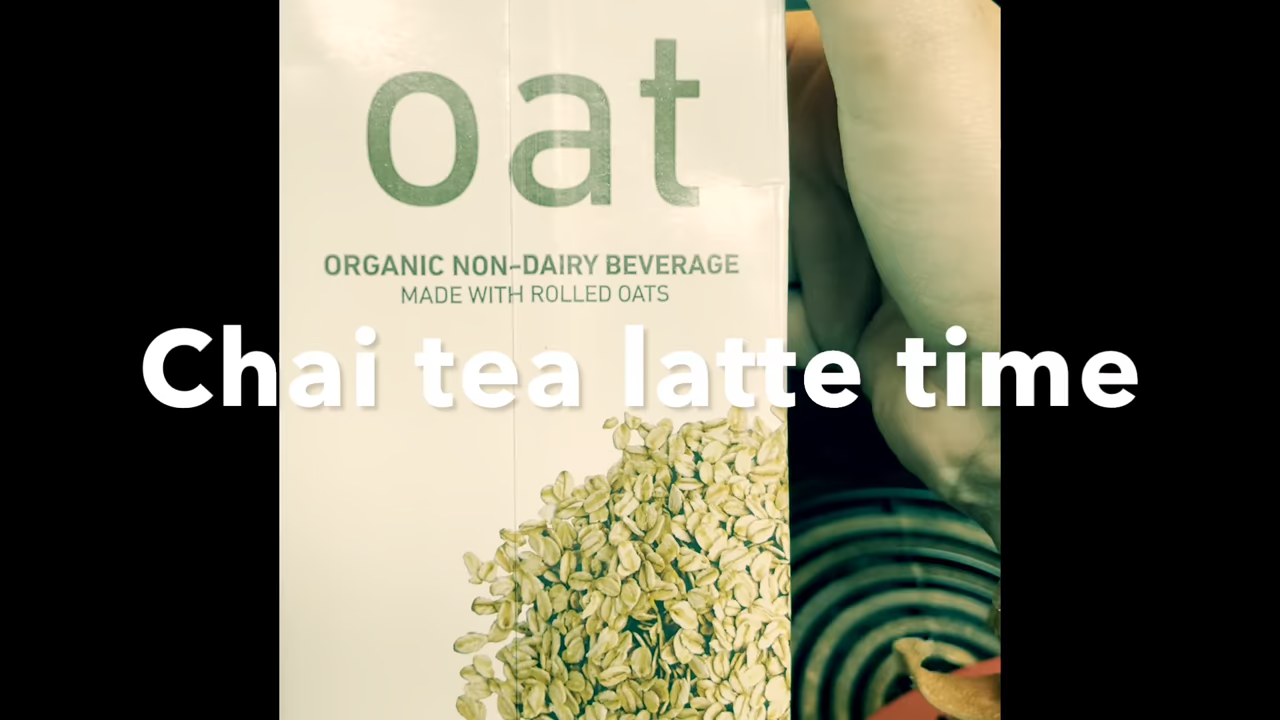 oat
ORGANIC NON-DAIRY BEVERAGE
MADE WITH ROLLED OATS
Chai tea latte time